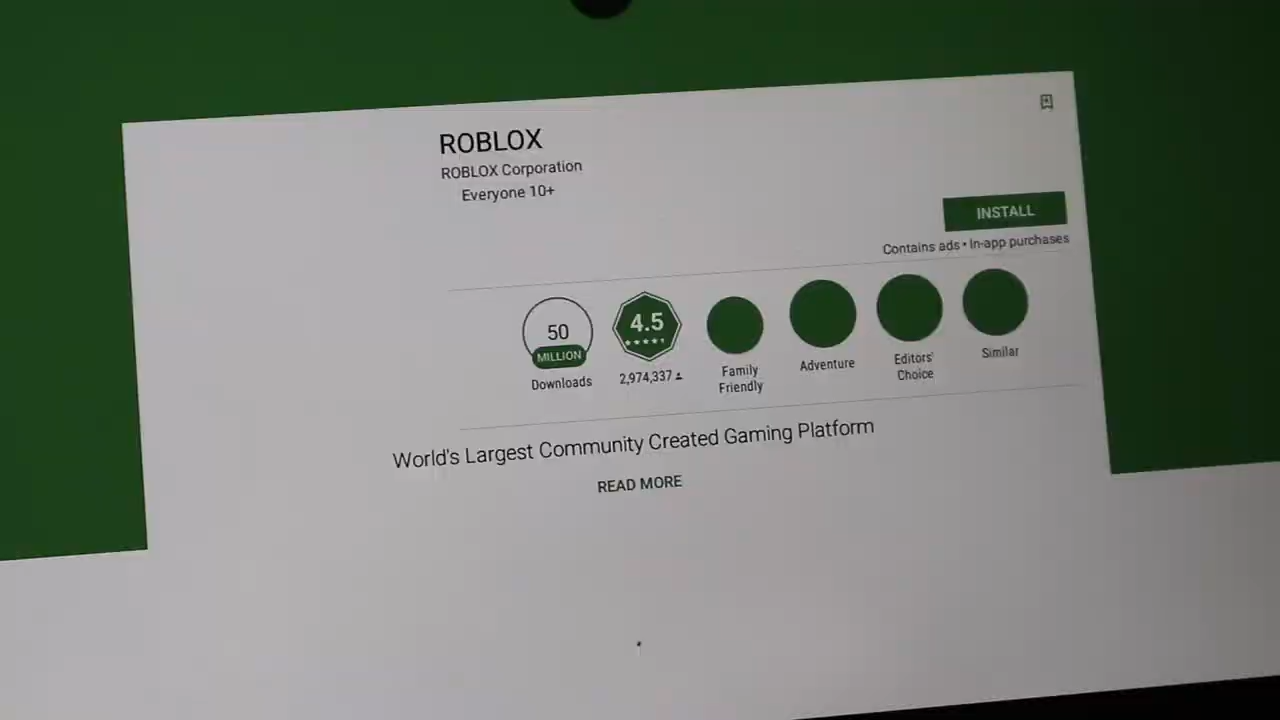 ROBLOX
ROBLOX Corporation
Everyone 10+
INSTALL
Contains ads • In-app purchases
50
MILLION
Downloads
4.5
2,974,337
Family
Friendly
Adventure
Editors'
Choice
Similar
World's Largest Community Created Gaming Platform
READ MORE